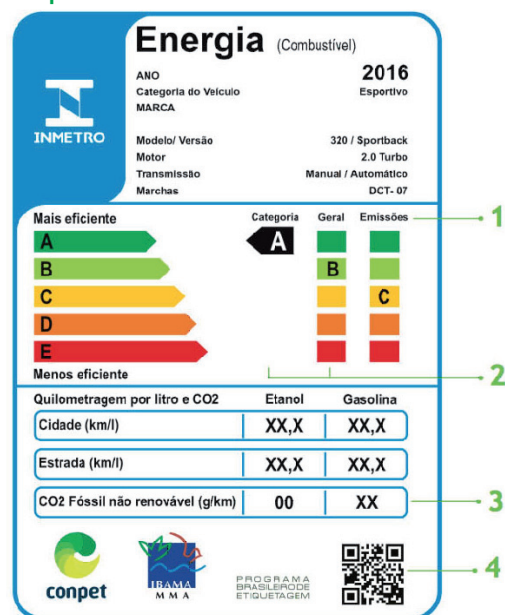 Energia (Combustível)
ANO 2016
Categoria do Veículo Esportivo
MARCA
INMETRO
Modelo/ Versão 320 / Sportback
Motor 2.0 Turbo
Transmissão Manual / Automático
Marchas DCT- 07
Mais eficiente Categoria Geral Emissões 1
A A
B B
C C
D
E
Menos eficiente 2
Quilometragem por litro e CO2 Etanol Gasolina
Cidade (km/l) XX,X XX,X
Estrada (km/l) XX,X XX,X
CO2 Fóssil não renovável (g/km) 00 XX 3
conpet
IBAMA
MMA
PROGRAMA
BRASILERODE
ETIQUETAGEM
4